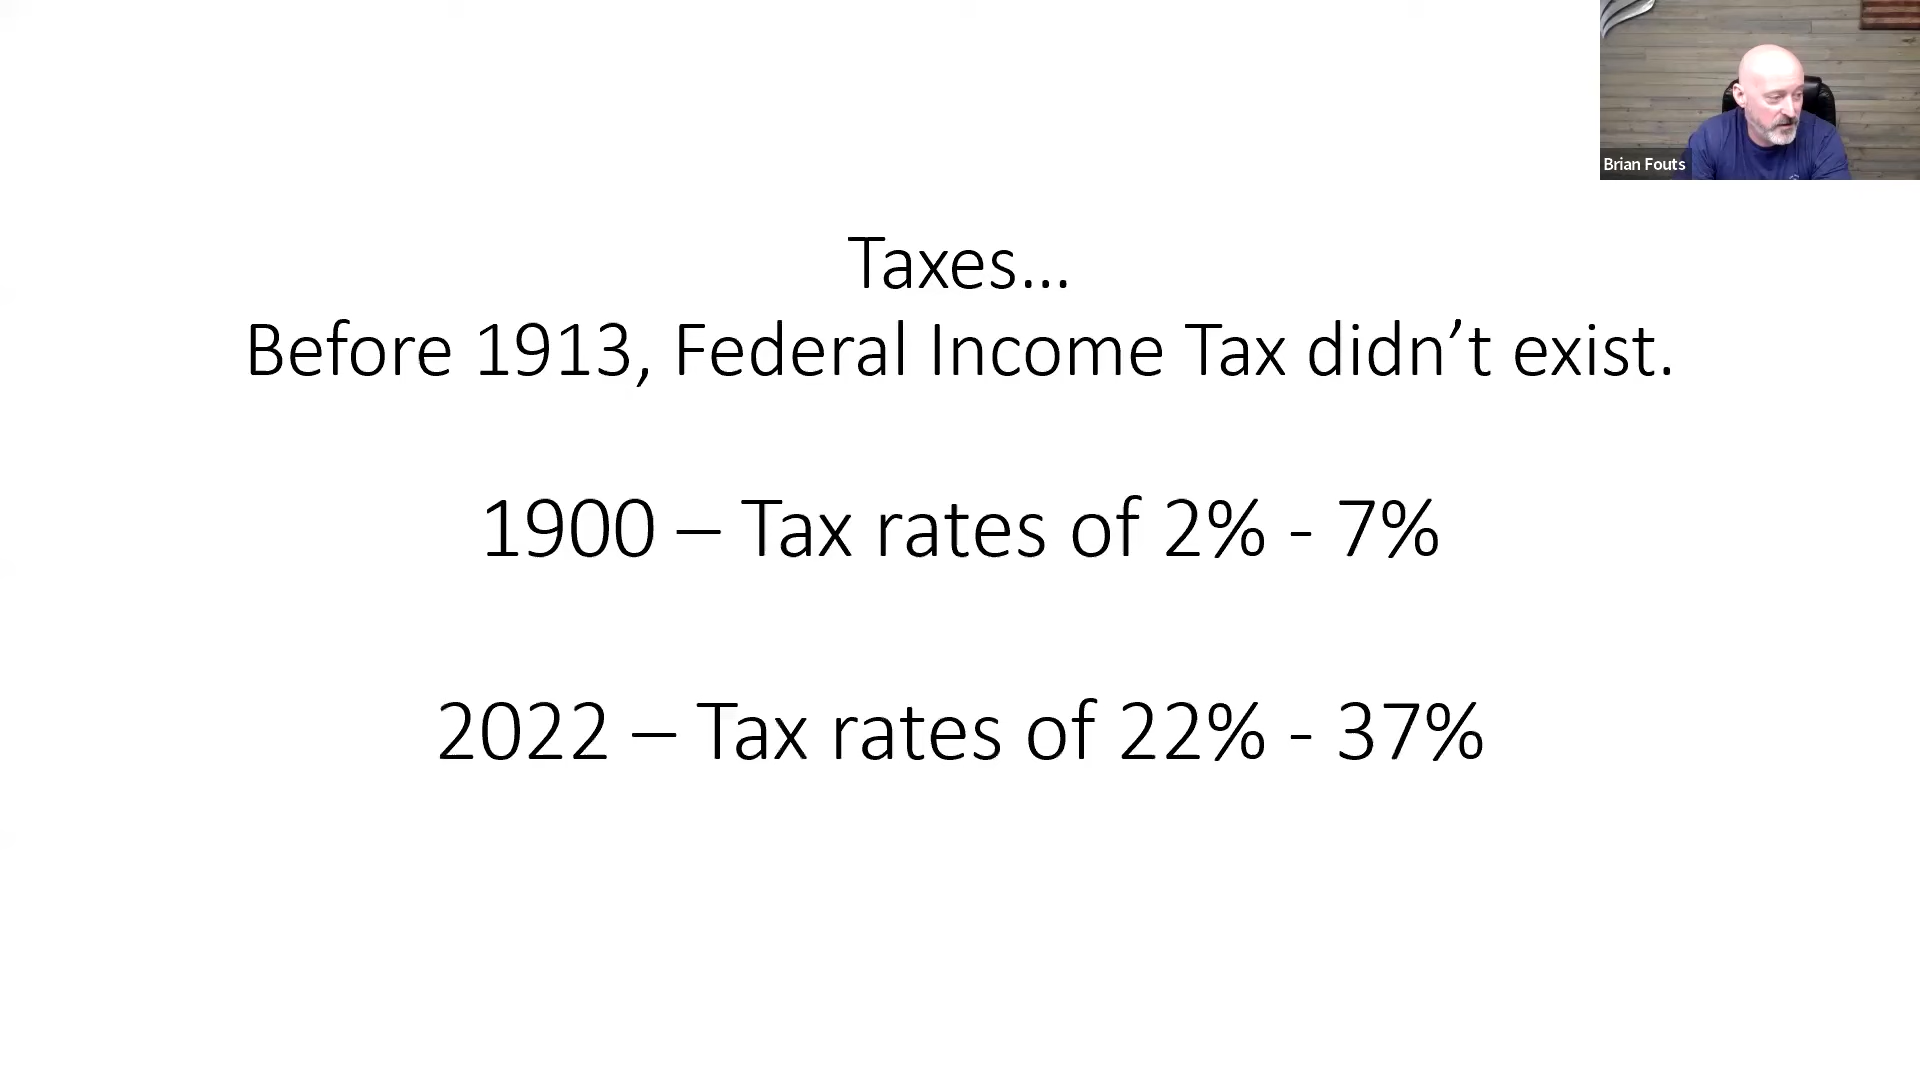 Brian Fouts
Taxes...
Before 1913, Federal Income Tax didn’t exist.
1900 – Tax rates of 2% - 7%
2022 – Tax rates of 22% - 37%